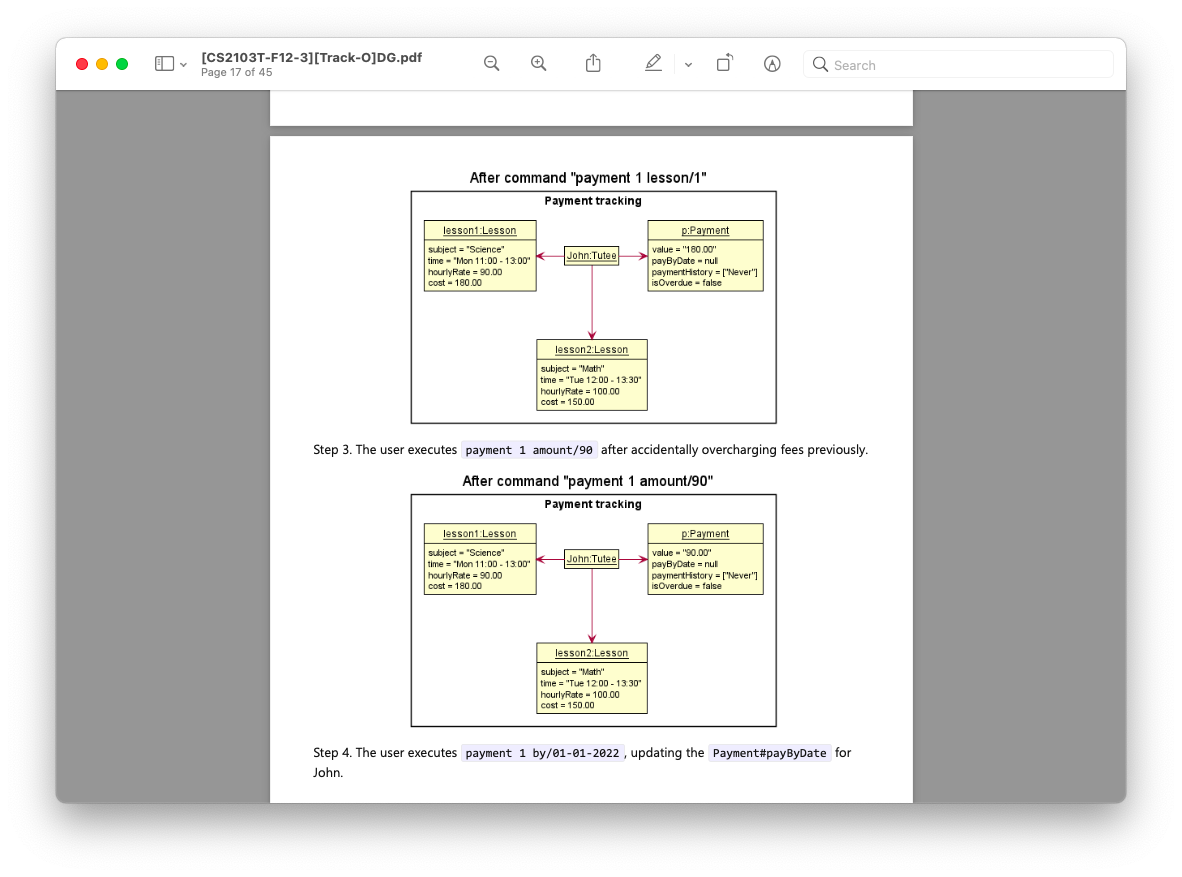 [CS2103T-F12-3][Track-O]DG.pdf
Page 17 of 45
Search
After command "payment 1 lesson/1"
Payment tracking
lesson1:Lesson
subject = "Science"
time = "Mon 11:00 - 13:00"
hourlyRate = 90.00
cost = 180.00
John:Tutee
p:Payment
value = "180.00"
payByDate = null
paymentHistory = ["Never"]
isOverdue = false
lesson2:Lesson
subject = "Math"
time = "Tue 12:00 - 13:30"
hourlyRate = 100.00
cost = 150.00
Step 3. The user executes payment 1 amount/90 after accidentally overcharging fees previously.
After command "payment 1 amount/90"
Payment tracking
lesson1:Lesson
subject = "Science"
time = "Mon 11:00 - 13:00"
hourlyRate = 90.00
cost = 180.00
John:Tutee
p:Payment
value = "90.00"
payByDate = null
paymentHistory = ["Never"]
isOverdue = false
lesson2:Lesson
subject = "Math"
time = "Tue 12:00 - 13:30"
hourlyRate = 100.00
cost = 150.00
Step 4. The user executes payment 1 by/01-01-2022 , updating the Payment#payByDate for
John.